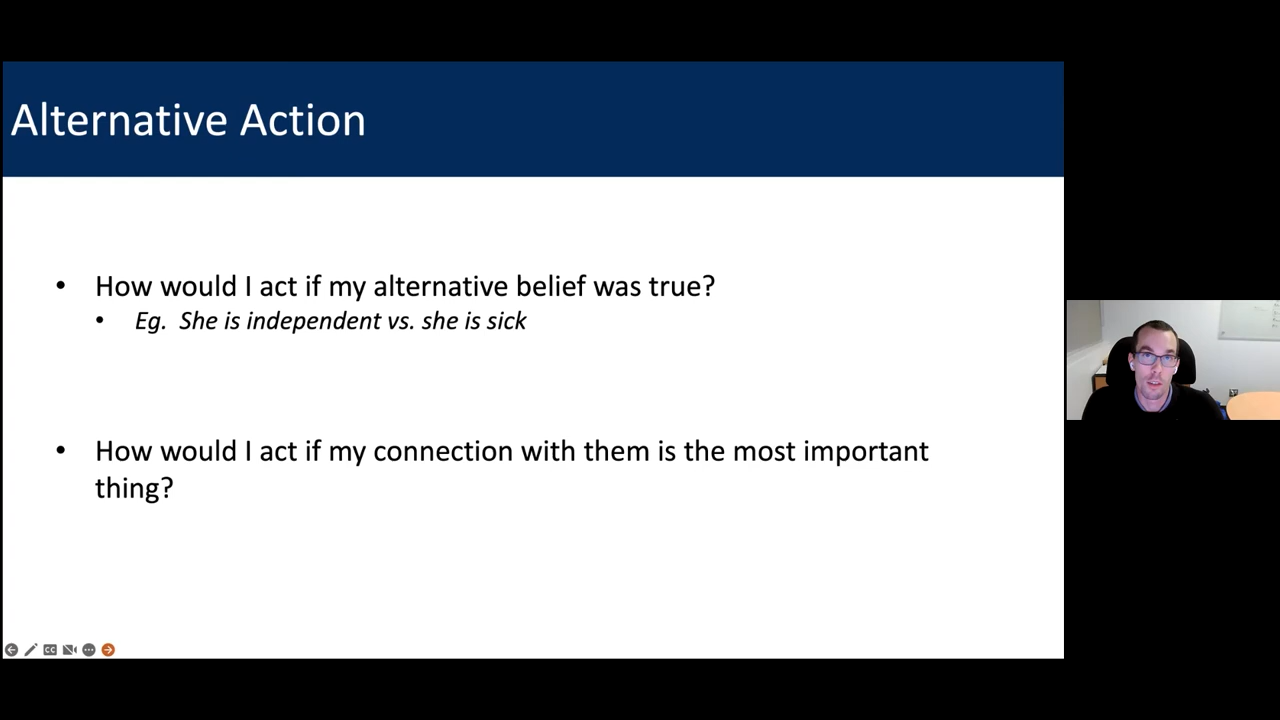 Alternative Action
• How would I act if my alternative belief was true?
• Eg.  She is independent vs. she is sick
• How would I act if my connection with them is the most important
thing?